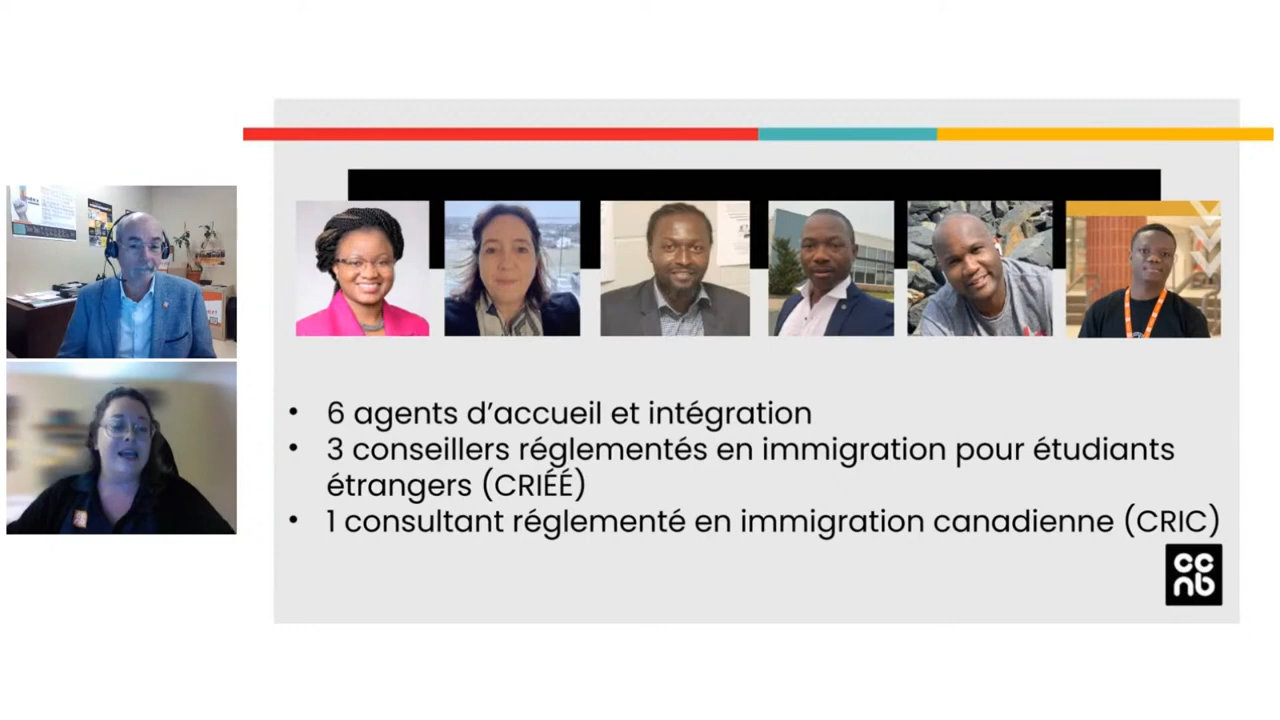 • 6 agents d’accueil et intégration
• 3 conseillers réglementés en immigration pour étudiants
étrangers (CRIÉÉ)
• 1 consultant réglementé en immigration canadienne (CRIC)
cc
nb